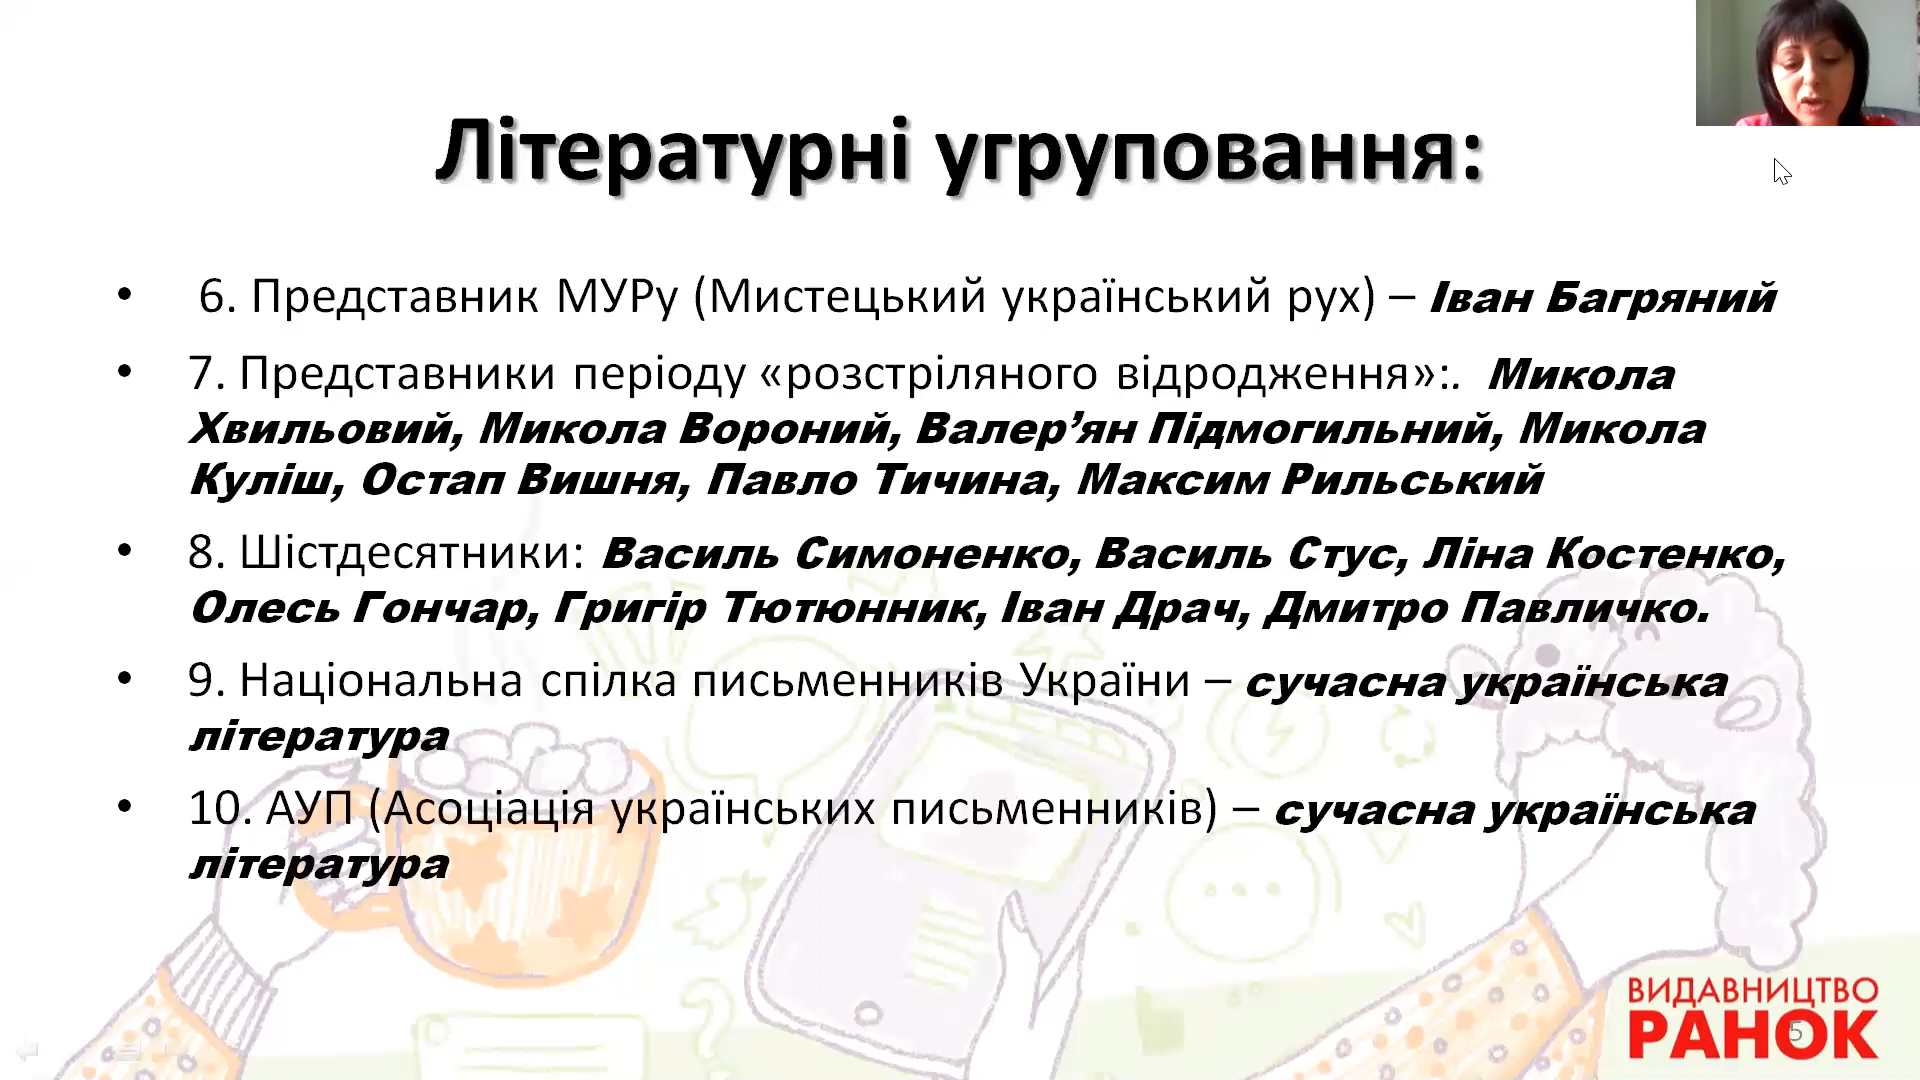 Літературні угруповання:
• 6. Представник МУРу (Мистецький український рух) – Іван Багряний
• 7. Представники періоду «розстріляного відродження»:. Микола
Хвильовий, Микола Вороний, Валер’ян Підмогильний, Микола
Куліш, Остап Вишня, Павло Тичина, Максим Рильський
• 8. Шістдесятники: Василь Симоненко, Василь Стус, Ліна Костенко,
Олесь Гончар, Григір Тютюнник, Іван Драч, Дмитро Павличко.
• 9. Національна спілка письменників України – сучасна українська
література
• 10. АУП (Асоціація українських письменників) – сучасна українська
література
ВИДАВНИЦТВО
РАНОК
5